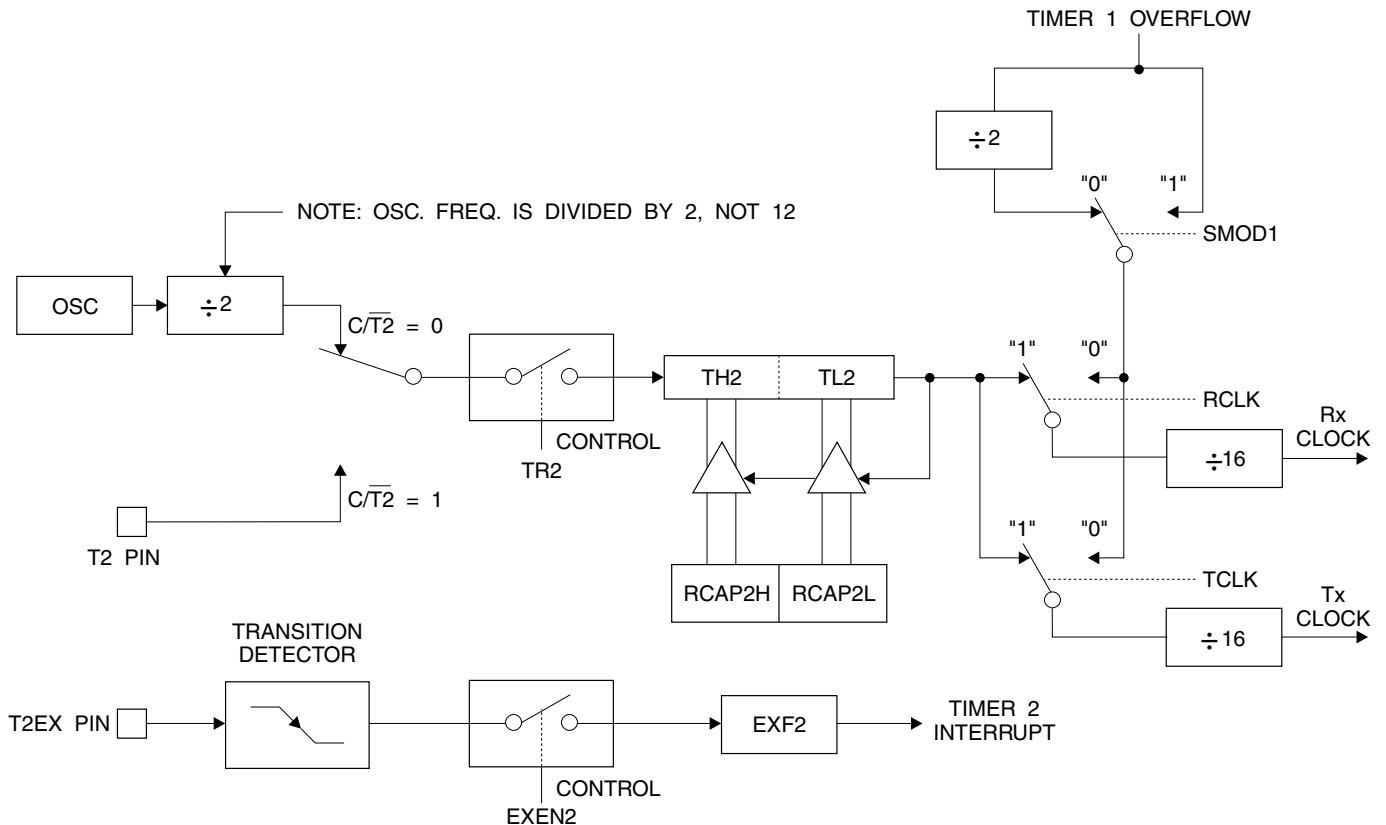 TIMER 1 OVERFLOW
÷2
"0" "1"
NOTE: OSC. FREQ. IS DIVIDED BY 2, NOT 12
SMOD1
OSC
÷2
C/T̅2̅ = 0
"1" "0"
TH2 TL2
RCLK
Rx
CLOCK
CONTROL
TR2
÷16
C/T̅2̅ = 1
T2 PIN
"1" "0"
RCAP2H RCAP2L
TCLK
Tx
CLOCK
÷16
TRANSITION
DETECTOR
T2EX PIN
EXF2
TIMER 2
INTERRUPT
CONTROL
EXEN2